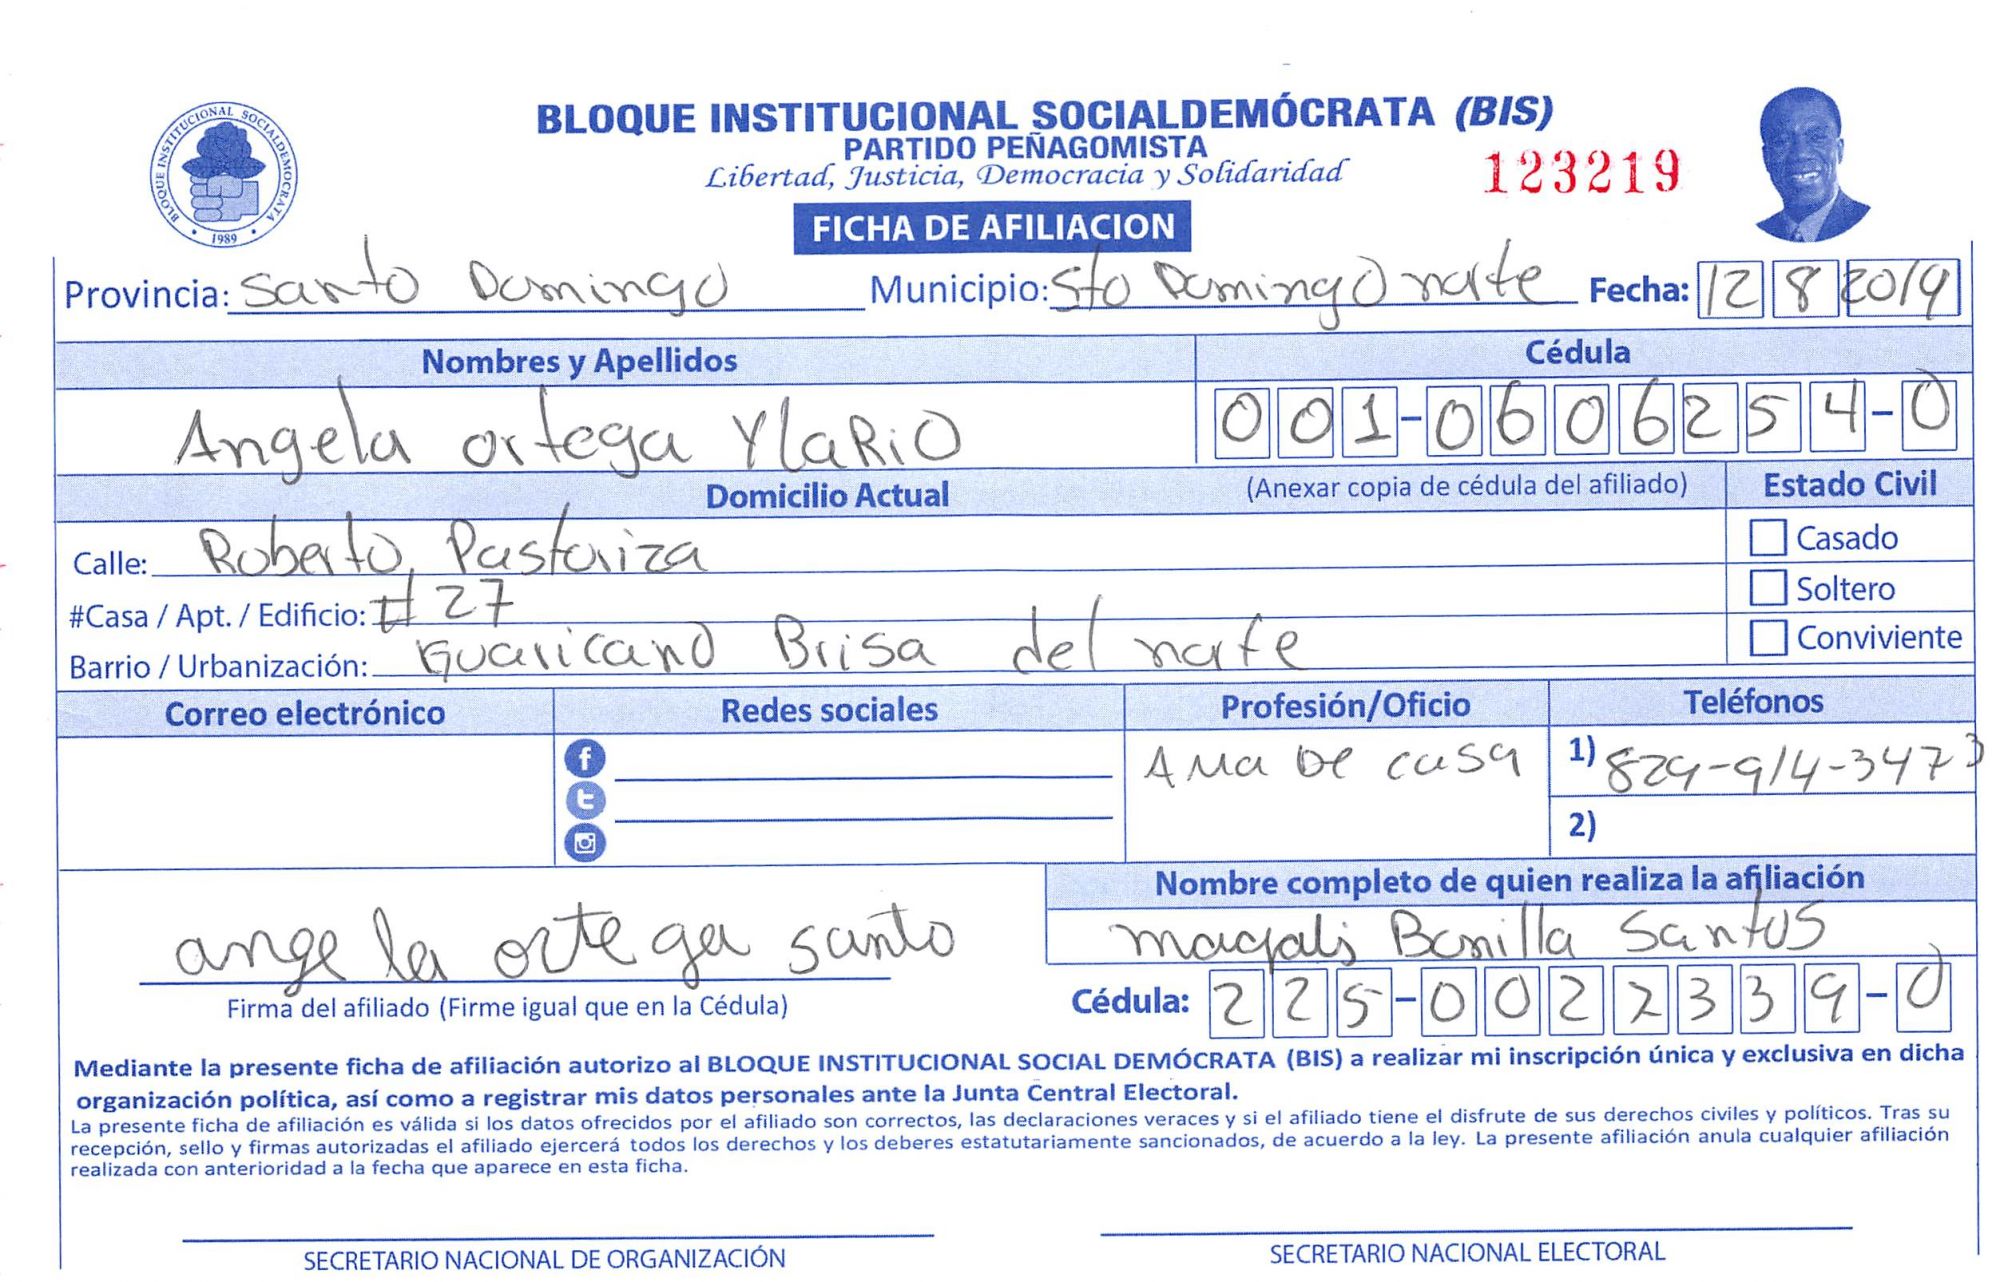 BLOQUE INSTITUCIONAL SOCIALDEMOCRATA
1989
BLOQUE INSTITUCIONAL SOCIALDEMÓCRATA (BIS)
PARTIDO PEÑAGOMISTA
Libertad, Justicia, Democracia y Solidaridad
123219
FICHA DE AFILIACION
Provincia: Santo Domingo Municipio: Sto Domingo norte Fecha: 12 8 2019
Nombres y Apellidos Cédula
Angela ortega YlaRiO 001-0606254-0
Domicilio Actual (Anexar copia de cédula del afiliado) Estado Civil
Calle: Roberto Pastoriza Casado
#Casa / Apt. / Edificio: #27 Soltero
Barrio / Urbanización: Guaricano Brisa del norte Conviviente
Correo electrónico Redes sociales Profesión/Oficio Teléfonos
AMa De casa 1) 829-914-3473
2)
Nombre completo de quien realiza la afiliación
angela ortega santo magalis Bonilla Santos
Firma del afiliado (Firme igual que en la Cédula) Cédula: 225-0022339-0
Mediante la presente ficha de afiliación autorizo al BLOQUE INSTITUCIONAL SOCIAL DEMÓCRATA (BIS) a realizar mi inscripción única y exclusiva en dicha
organización política, así como a registrar mis datos personales ante la Junta Central Electoral.
La presente ficha de afiliación es válida si los datos ofrecidos por el afiliado son correctos, las declaraciones veraces y si el afiliado tiene el disfrute de sus derechos civiles y políticos. Tras su
recepción, sello y firmas autorizadas el afiliado ejercerá todos los derechos y los deberes estatutariamente sancionados, de acuerdo a la ley. La presente afiliación anula cualquier afiliación
realizada con anterioridad a la fecha que aparece en esta ficha.
SECRETARIO NACIONAL DE ORGANIZACIÓN SECRETARIO NACIONAL ELECTORAL